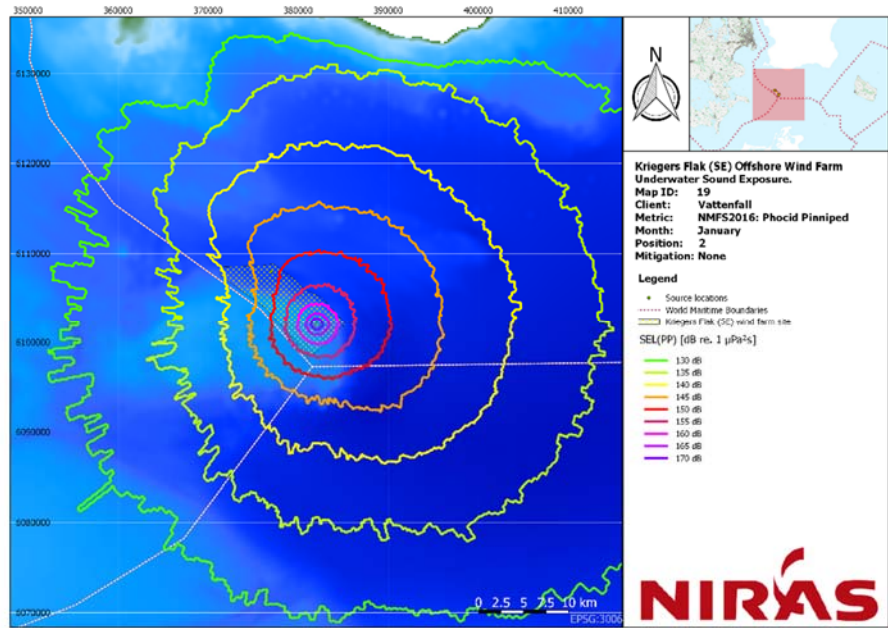 350000 360000 370000 380000 390000 400000 410000
6130000
6120000
6110000
6100000
6090000
6080000
6070000
0 2.5 5 7.5 10 km
EPSG:3006
N
Kriegers Flak (SE) Offshore Wind Farm
Underwater Sound Exposure.
Map ID: 19
Client: Vattenfall
Metric: NMFS2016: Phocid Pinniped
Month: January
Position: 2
Mitigation: None
Legend
Source locations
World Maritime Boundaries
Kriegers Flak (SE) wind farm site
SEL(PP) [dB re. 1 µPa²s]
130 dB
135 dB
140 dB
145 dB
150 dB
155 dB
160 dB
165 dB
170 dB
NIRAS